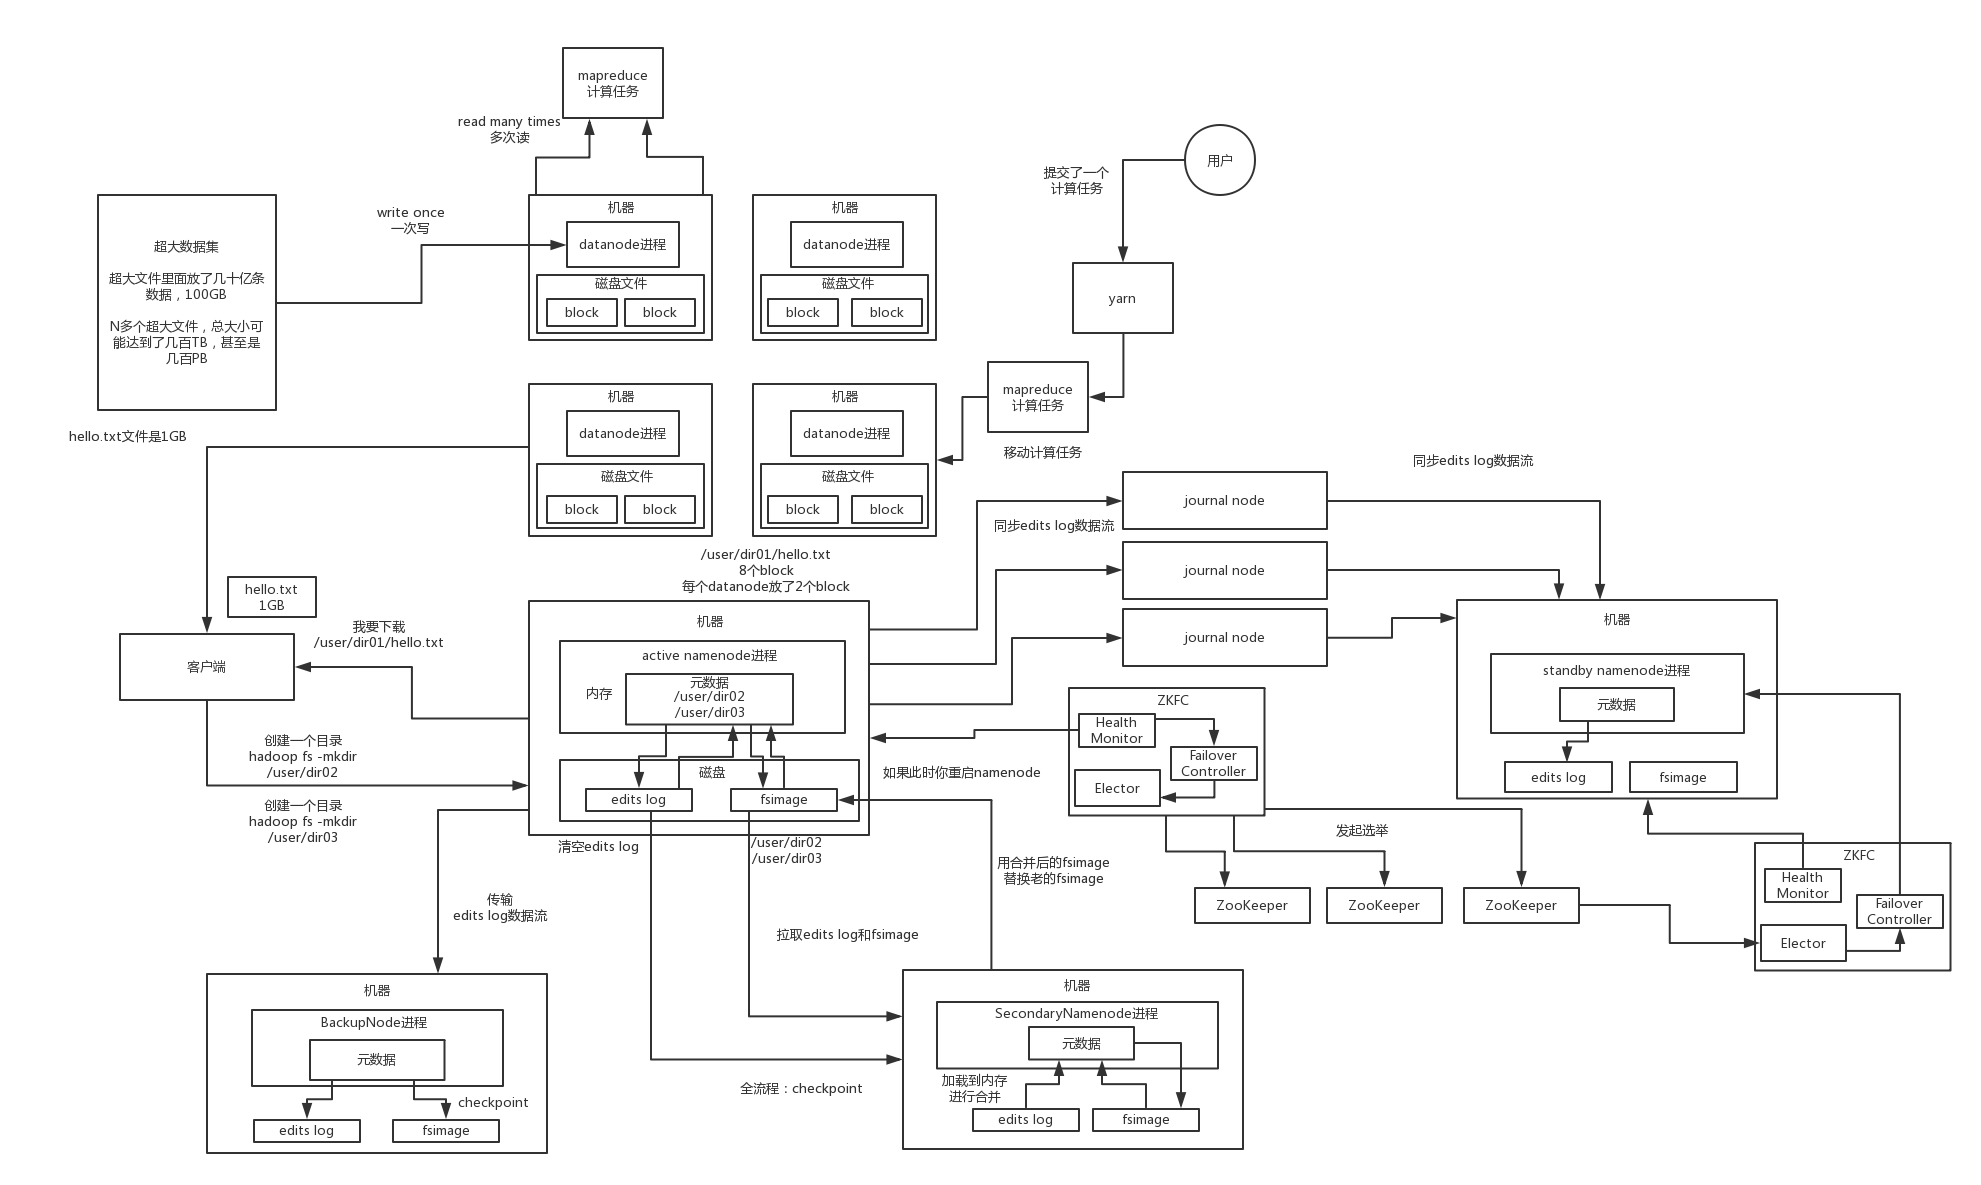 mapreduce
计算任务
read many times
多次读
用户
提交了一个
计算任务
write once
一次写
超大数据集
超大文件里面放了几十亿条
数据，100GB
N多个超大文件，总大小可
能达到了几百TB，甚至是
几百PB
机器
datanode进程
磁盘文件
block
block
机器
datanode进程
磁盘文件
block
block
yarn
mapreduce
计算任务
移动计算任务
hello.txt文件是1GB
机器
datanode进程
磁盘文件
block
block
机器
datanode进程
磁盘文件
block
block
同步edits log数据流
journal node
同步edits log数据流
journal node
journal node
/user/dir01/hello.txt
8个block
每个datanode放了2个block
hello.txt
1GB
我要下载
/user/dir01/hello.txt
客户端
机器
active namenode进程
内存
元数据
/user/dir02
/user/dir03
磁盘
edits log
fsimage
创建一个目录
hadoop fs -mkdir
/user/dir02
创建一个目录
hadoop fs -mkdir
/user/dir03
清空edits log
/user/dir02
/user/dir03
如果此时你重启namenode
ZKFC
Health
Monitor
Failover
Controller
Elector
机器
standby namenode进程
元数据
edits log
fsimage
发起选举
ZooKeeper
ZooKeeper
ZooKeeper
ZKFC
Health
Monitor
Failover
Controller
Elector
用合并后的fsimage
替换老的fsimage
传输
edits log数据流
拉取edits log和fsimage
机器
BackupNode进程
元数据
checkpoint
edits log
fsimage
全流程：checkpoint
机器
SecondaryNamenode进程
元数据
加载到内存
进行合并
edits log
fsimage